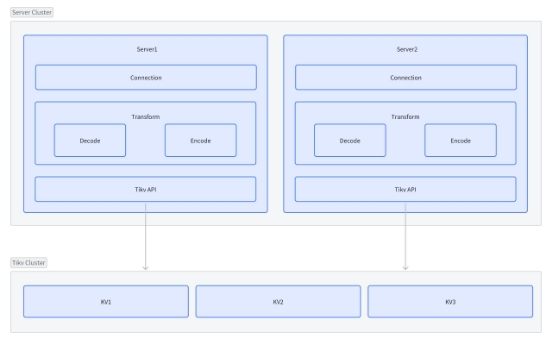 Server Cluster
Server1
Server2
Connection
Connection
Transform
Transform
Decode
Encode
Decode
Encode
Tikv API
Tikv API
Tikv Cluster
KV1
KV2
KV3